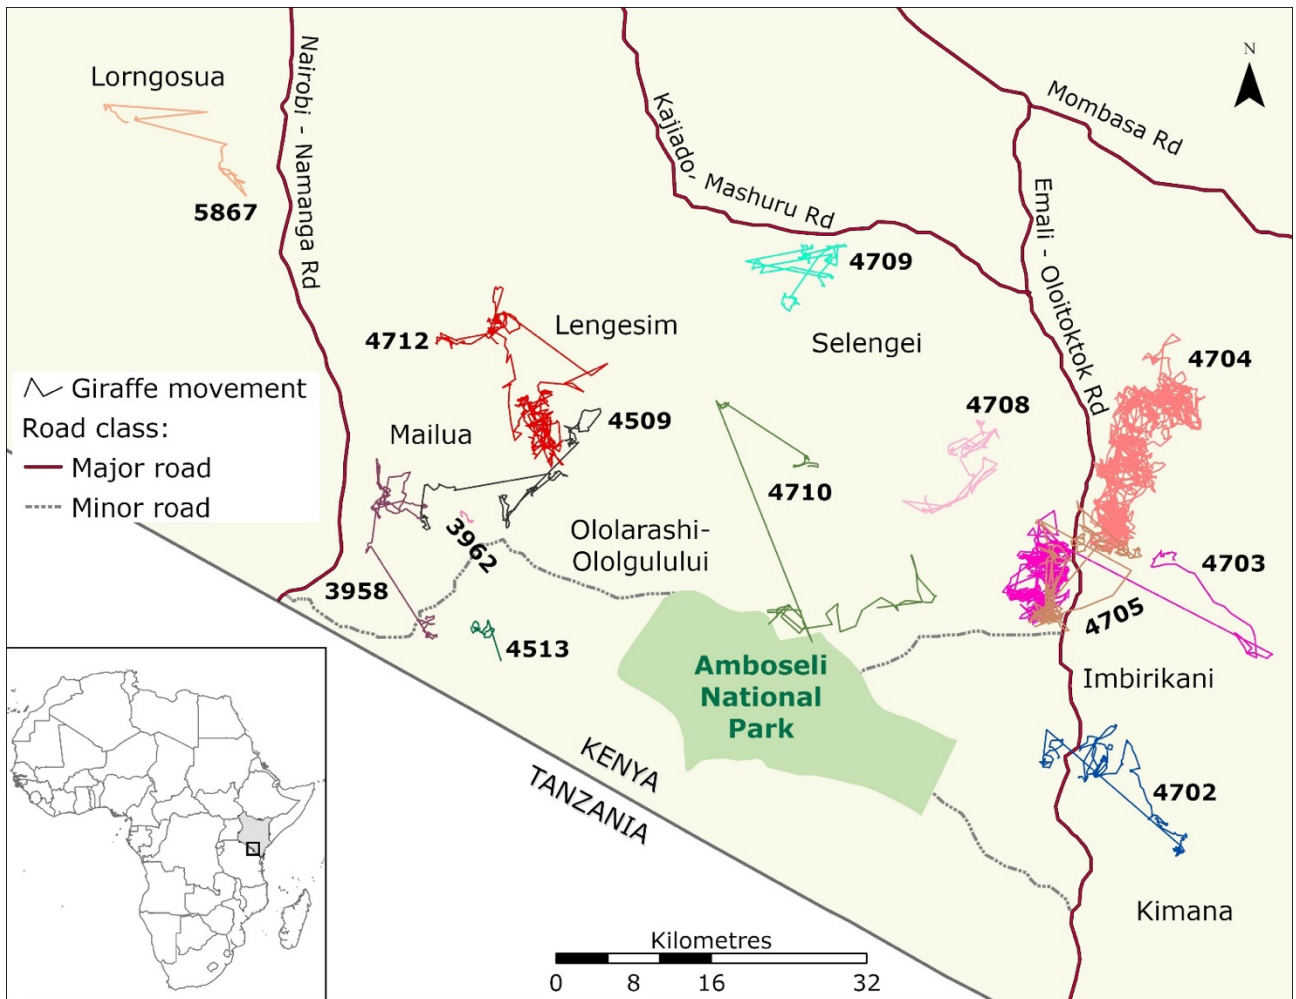 Lorngosua
5867
Nairobi - Namanga Rd
Kajiado- Mashuru Rd
Mombasa Rd
N
Emali - Oloitoktok Rd
4709
Selengei
4712
Lengesim
4704
Giraffe movement
Road class:
Major road
Minor road
4509
Mailua
4708
4710
3962
Ololarashi-
Ololgulului
3958
4703
4705
4513
Amboseli
National
Park
Imbirikani
KENYA
TANZANIA
4702
Kimana
Kilometres
0 8 16 32